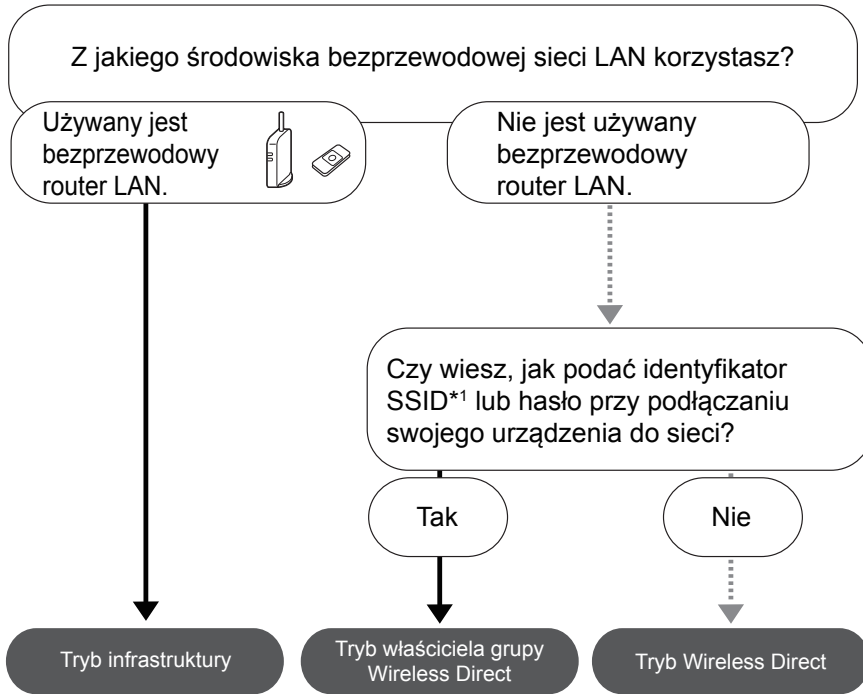 Z jakiego środowiska bezprzewodowej sieci LAN korzystasz?
Używany jest
bezprzewodowy
router LAN.
Nie jest używany
bezprzewodowy
router LAN.
Czy wiesz, jak podać identyfikator
SSID*1 lub hasło przy podłączaniu
swojego urządzenia do sieci?
Tak
Nie
Tryb infrastruktury
Tryb właściciela grupy
Wireless Direct
Tryb Wireless Direct